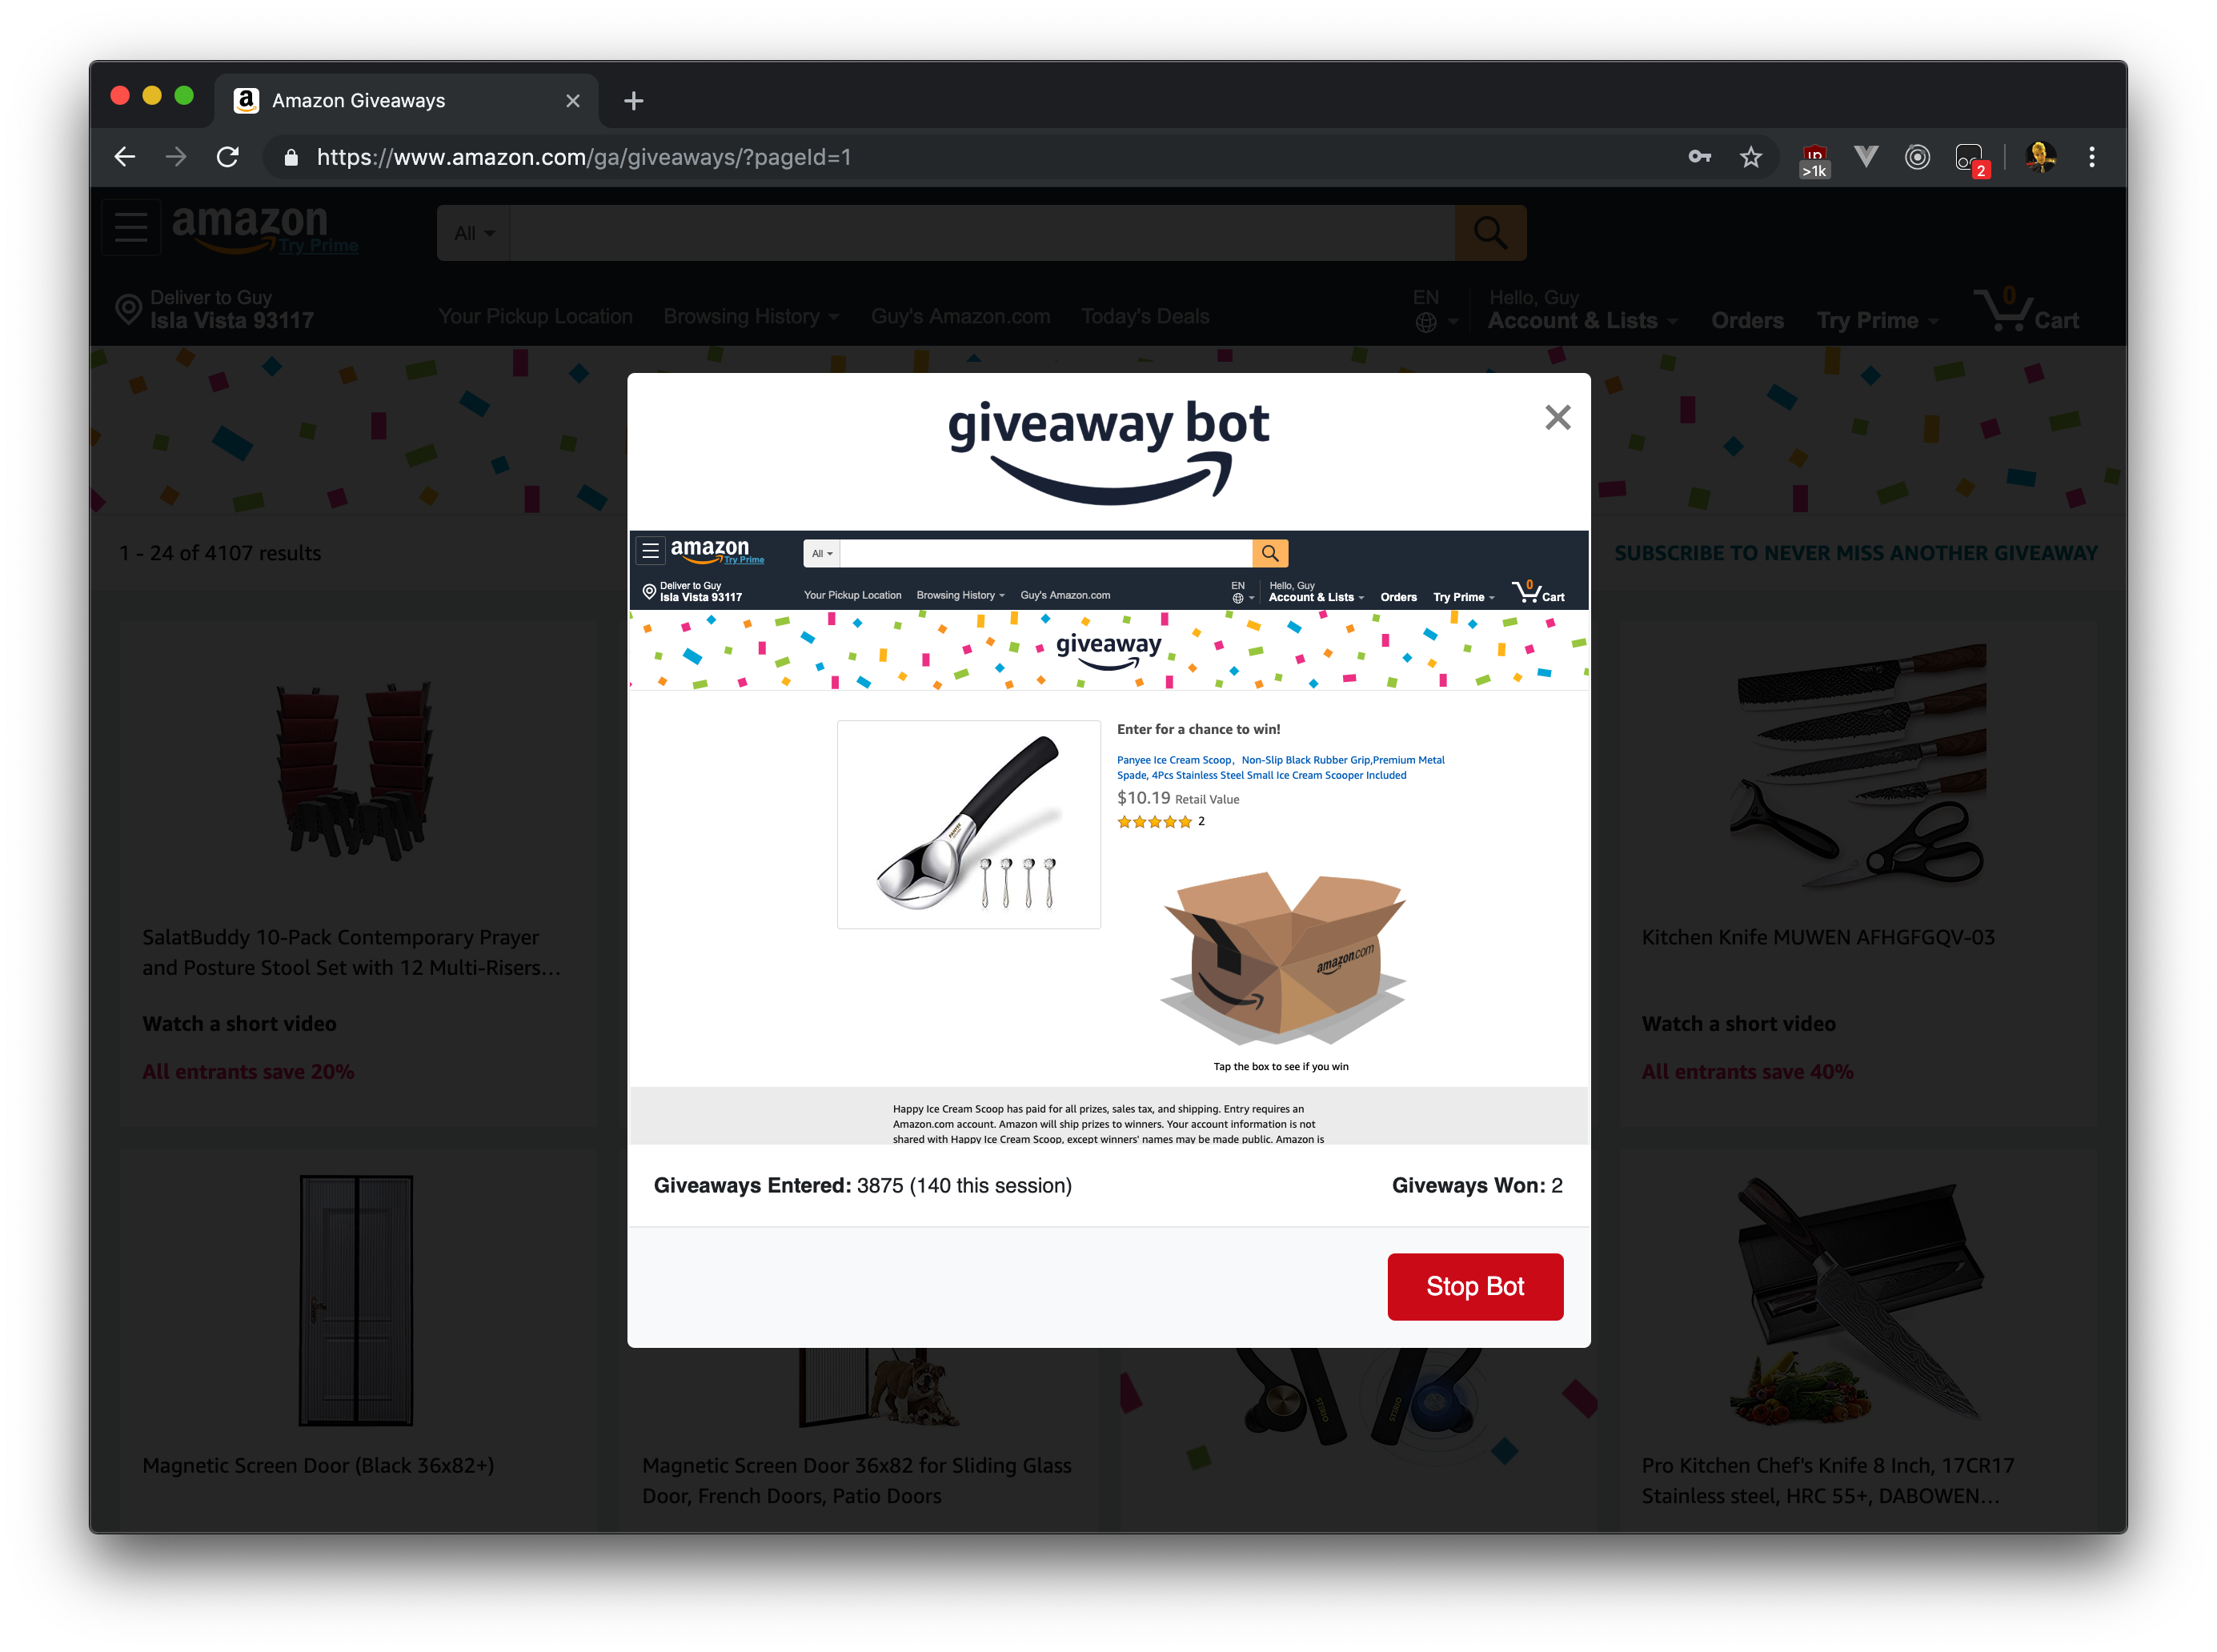 Amazon Giveaways
https://www.amazon.com/ga/giveaways/?pageId=1
>1k
2
amazon
Try Prime
All
Deliver to Guy
Isla Vista 93117
Your Pickup Location Browsing History Guy's Amazon.com Today's Deals
EN
Hello, Guy
Account & Lists Orders Try Prime 0 Cart
giveaway bot
1 - 24 of 4107 results
SUBSCRIBE TO NEVER MISS ANOTHER GIVEAWAY
amazon
Try Prime
All
Deliver to Guy
Isla Vista 93117
Your Pickup Location Browsing History Guy's Amazon.com
EN
Hello, Guy
Account & Lists Orders Try Prime 0 Cart
giveaway
Enter for a chance to win!
Panyee Ice Cream Scoop, Non-Slip Black Rubber Grip,Premium Metal
Spade, 4Pcs Stainless Steel Small Ice Cream Scooper Included
$10.19 Retail Value
2
PANYEE
amazon.com
Tap the box to see if you win
Happy Ice Cream Scoop has paid for all prizes, sales tax, and shipping. Entry requires an
Amazon.com account. Amazon will ship prizes to winners. Your account information is not
shared with Happy Ice Cream Scoop, except winners' names may be made public. Amazon is
Giveaways Entered: 3875 (140 this session)
Giveways Won: 2
Stop Bot
SalatBuddy 10-Pack Contemporary Prayer
and Posture Stool Set with 12 Multi-Risers...
Watch a short video
All entrants save 20%
Kitchen Knife MUWEN AFHGFGQV-03
Watch a short video
All entrants save 40%
Magnetic Screen Door (Black 36x82+)
Magnetic Screen Door 36x82 for Sliding Glass
Door, French Doors, Patio Doors
Pro Kitchen Chef's Knife 8 Inch, 17CR17
Stainless steel, HRC 55+, DABOWEN...